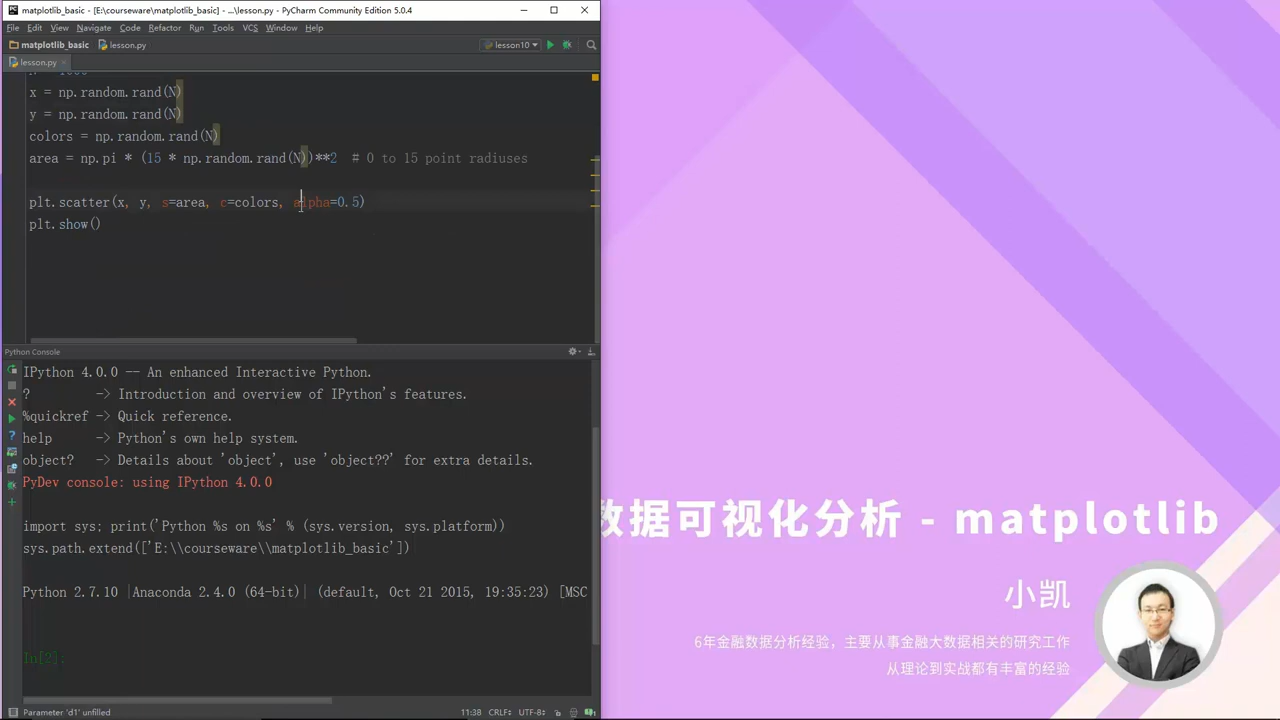 matplotlib_basic - [E:\courseware\matplotlib_basic] - ...\lesson.py - PyCharm Community Edition 5.0.4
File Edit View Navigate Code Refactor Run Tools VCS Window Help
matplotlib_basic lesson.py
lesson10
lesson.py
x = np.random.rand(N)
y = np.random.rand(N)
colors = np.random.rand(N)
area = np.pi * (15 * np.random.rand(N))**2  # 0 to 15 point radiuses
plt.scatter(x, y, s=area, c=colors, alpha=0.5)
plt.show()
Python Console
IPython 4.0.0 -- An enhanced Interactive Python.
?         -> Introduction and overview of IPython's features.
%quickref -> Quick reference.
help      -> Python's own help system.
object?   -> Details about 'object', use 'object??' for extra details.
PyDev console: using IPython 4.0.0
import sys; print('Python %s on %s' % (sys.version, sys.platform))
sys.path.extend(['E:\\courseware\\matplotlib_basic'])
Python 2.7.10 |Anaconda 2.4.0 (64-bit)| (default, Oct 21 2015, 19:35:23) [MSC
In[2]:
Parameter 'd1' unfilled
11:38 CRLF UTF-8
数据可视化分析 - matplotlib
小凯
6年金融数据分析经验，主要从事金融大数据相关的研究工作
从理论到实战都有丰富的经验